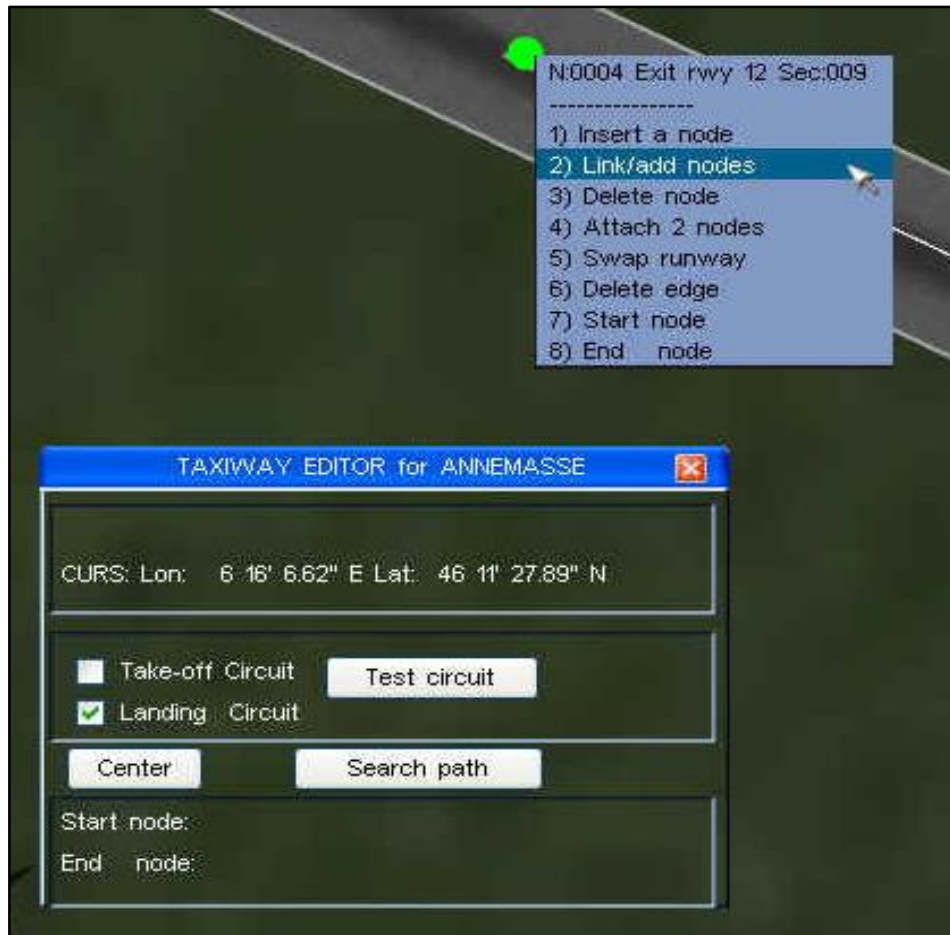 N:0004 Exit rwy 12 Sec:009
----------------
1) Insert a node
2) Link/add nodes
3) Delete node
4) Attach 2 nodes
5) Swap runway
6) Delete edge
7) Start node
8) End node
TAXIWAY EDITOR for ANNEMASSE
CURS: Lon: 6 16' 6.62" E Lat: 46 11' 27.89" N
Take-off Circuit
Test circuit
Landing Circuit
Center
Search path
Start node:
End node: